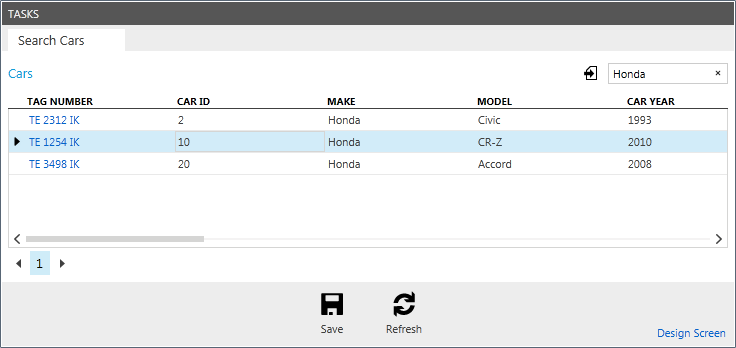 TASKS
Search Cars
Cars Honda ×
TAG NUMBER CAR ID MAKE MODEL CAR YEAR
TE 2312 IK 2 Honda Civic 1993
TE 1254 IK 10 Honda CR-Z 2010
TE 3498 IK 20 Honda Accord 2008
1
Save Refresh
Design Screen